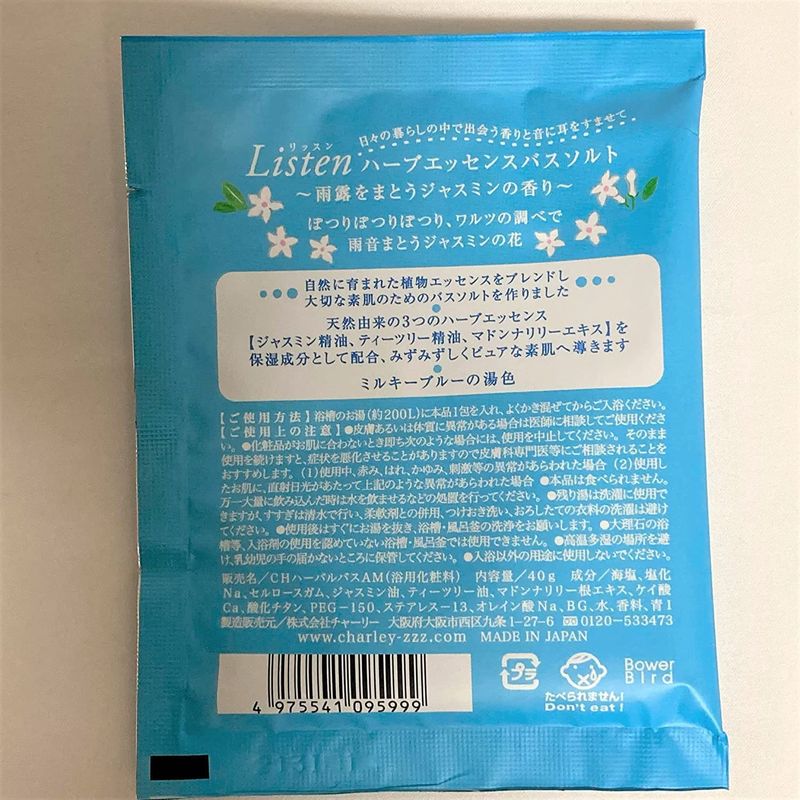 日々の暮らしの中で出会う香りと音に耳をすませて
リッスン
Listen ハーブエッセンスバスソルト
～雨露をまとうジャスミンの香り～
ぽつりぽつりぽつり、ワルツの調べで
雨音まとうジャスミンの花
自然に育まれた植物エッセンスをブレンドし
大切な素肌のためのバスソルトを作りました
天然由来の3つのハーブエッセンス
【ジャスミン精油、ティーツリー精油、マドンナリリーエキス】を
保湿成分として配合、みずみずしくピュアな素肌へ導きます
ミルキーブルーの湯色
【ご使用方法】浴槽のお湯(約200L)に本品1包を入れ、よくかき混ぜてからご入浴ください。
【ご使用上の注意】●皮膚あるいは体質に異常がある場合は医師に相談してご使用くださ
い。●化粧品がお肌に合わないとき即ち次のような場合には、使用を中止してください。そのまま
使用を続けますと、症状を悪化させることがありますので皮膚科専門医等にご相談されることを
おすすめします。(1)使用中、赤み、はれ、かゆみ、刺激等の異常があらわれた場合 (2)使用し
たお肌に、直射日光があたって上記のような異常があらわれた場合 ●本品は食べられません。
万一大量に飲み込んだ時は水を飲ませるなどの処置を行ってください。●残り湯は洗濯に使用で
きますが、すすぎは清水で行い、柔軟剤との併用、つけおき洗い、おろしたての衣料の洗濯は避け
てください。●使用後はすぐにお湯を抜き、浴槽・風呂釜の洗浄をお願いします。●大理石の浴
槽等、入浴剤の使用を認めていない浴槽・風呂釜では使用できません。●高温多湿の場所を避
け、乳幼児の手の届かないところに保管してください。●入浴以外の用途に使用しないでください。
販売名／CHハーバルバスAM(浴用化粧料) 内容量／40g 成分／海塩、塩化
Na、セルロースガム、ジャスミン油、ティーツリー油、マドンナリリー根エキス、ケイ酸
Ca、酸化チタン、PEG-150、ステアレス-13、オレイン酸Na、BG、水、香料、青1
製造販売元／株式会社チャーリー 大阪府大阪市西区九条1-27-6 0120-533473
www.charley-zzz.com MADE IN JAPAN
4 975541 095999
プラ
たべられません!
Don't eat!
Bower
Bird